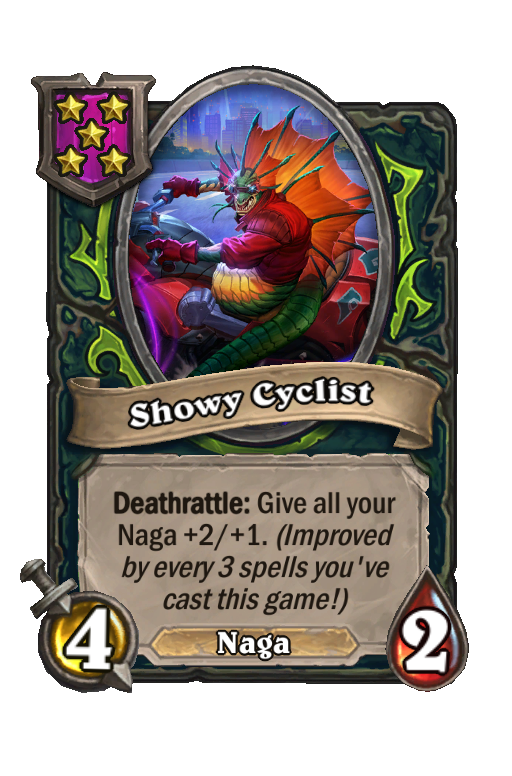 Showy Cyclist
Deathrattle: Give all your
Naga +2/+1. (Improved
by every 3 spells you've
cast this game!)
Naga
4
2